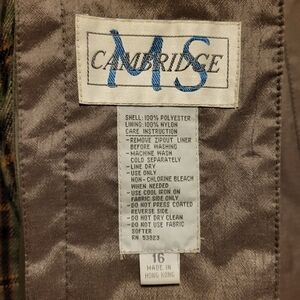 MS
CAMBRIDGE
SHELL: 100% POLYESTER
LINING: 100% NYLON
CARE INSTRUCTION
-REMOVE ZIPOUT LINER
BEFORE WASHING
-MACHINE WASH
COLD SEPARATELY
-LINE DRY
-USE ONLY
NON-CHLORINE BLEACH
WHEN NEEDED
-USE COOL IRON ON
FABRIC SIDE ONLY
-DO NOT PRESS COATED
REVERSE SIDE
-DO NOT DRY CLEAN
-DO NOT USE FABRIC
SOFTER
RN 53823
16
MADE IN
HONG KONG